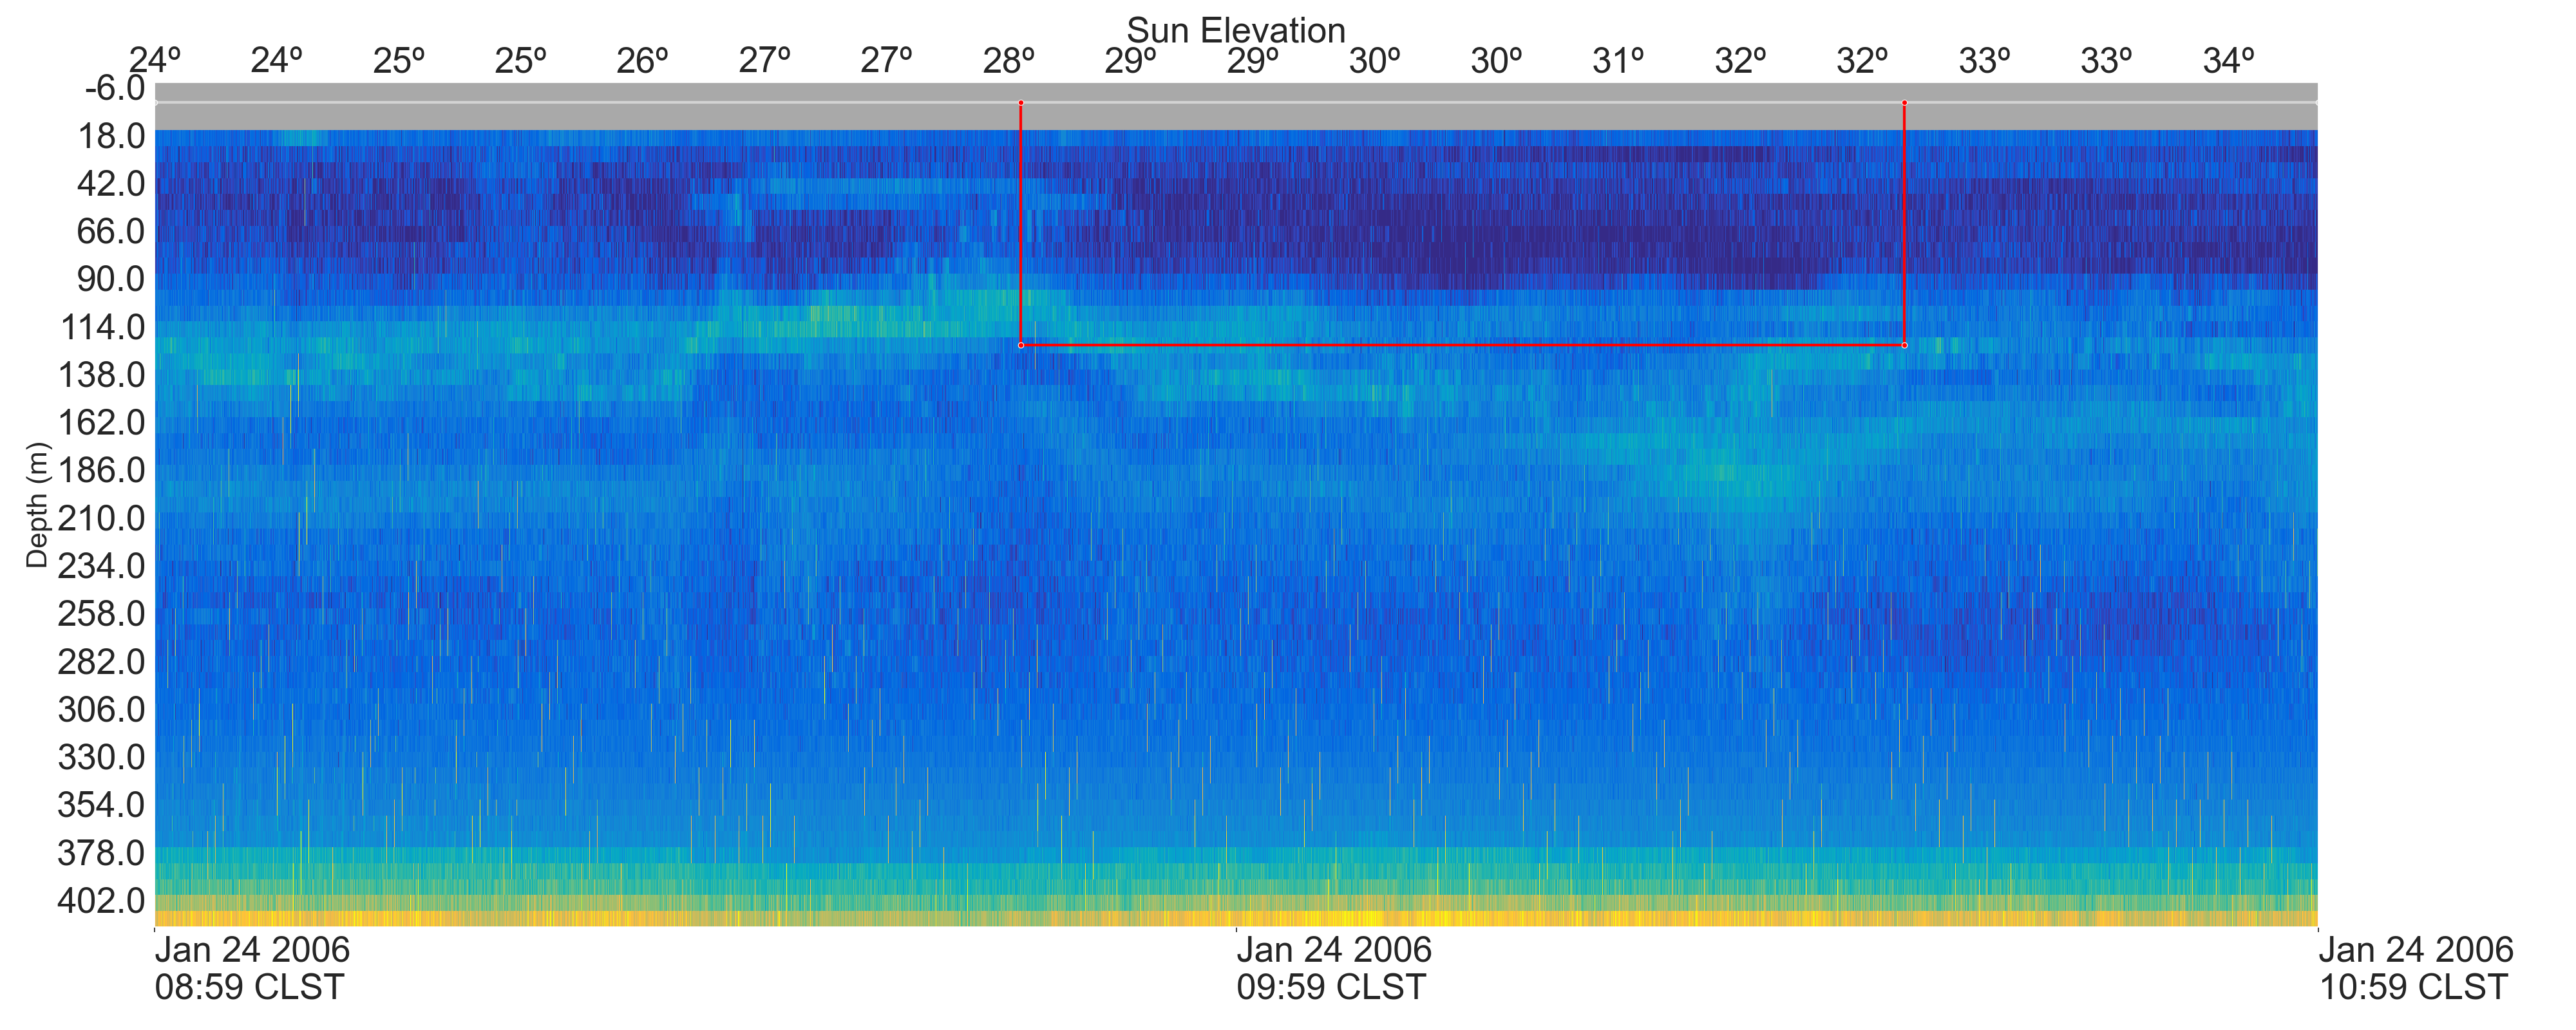 Sun Elevation
24º 24º 25º 25º 26º 27º 27º 28º 29º 29º 30º 30º 31º 32º 32º 33º 33º 34º
-6.0
18.0
42.0
66.0
90.0
114.0
138.0
162.0
186.0
210.0
234.0
258.0
282.0
306.0
330.0
354.0
378.0
402.0
Depth (m)
Jan 24 2006
08:59 CLST
Jan 24 2006
09:59 CLST
Jan 24 2006
10:59 CLST